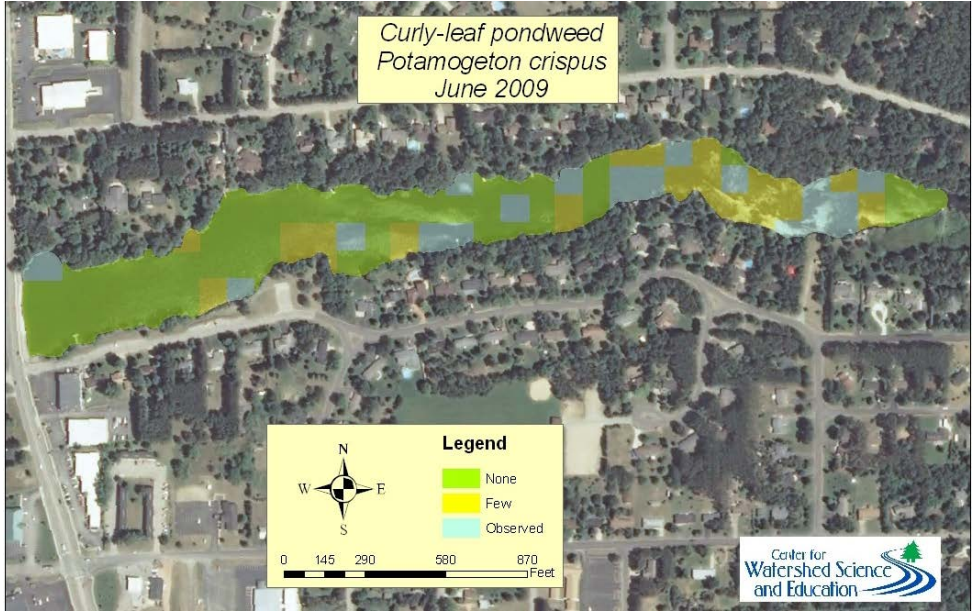 Curly-leaf pondweed
Potamogeton crispus
June 2009
N
W E
S
Legend
None
Few
Observed
0 145 290 580 870
Feet
Center for
Watershed Science
and Education